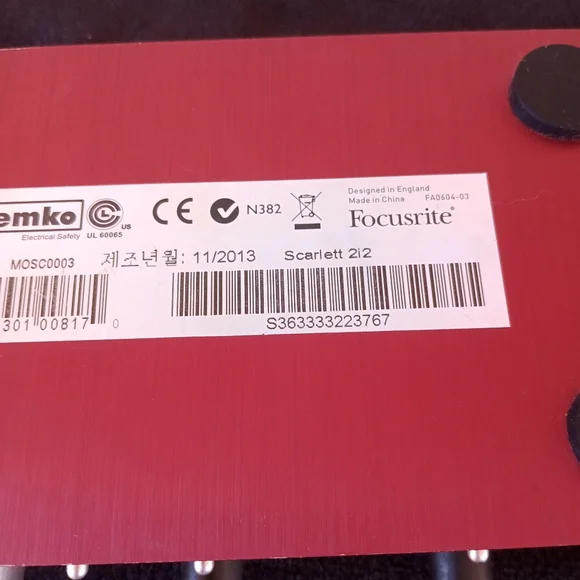 emko
Electrical Safety
US
UL 60065
CE
N382
Designed in England
Made in China FA0604-03
Focusrite®
MOSC0003
제조년월: 11/2013 Scarlett 2i2
301 00817 0
S363333223767